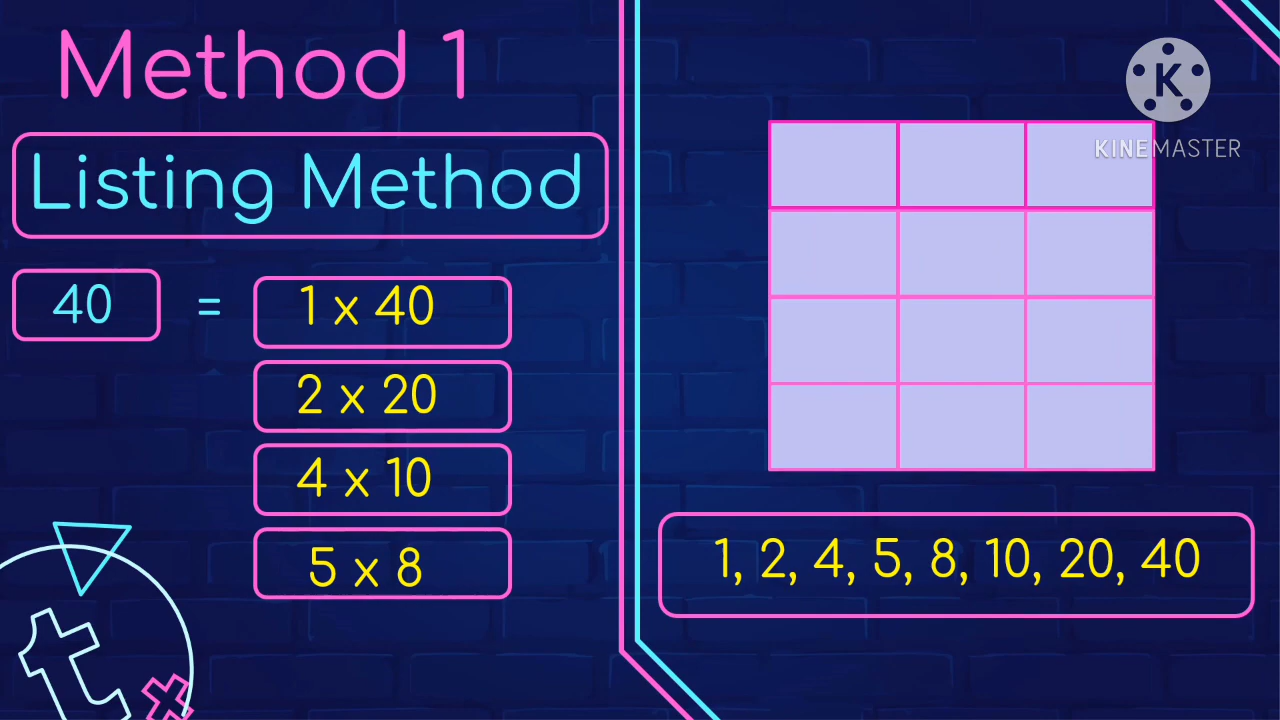 Method 1
Listing Method
40 = 1 x 40
2 x 20
4 x 10
5 x 8
K
KINEMASTER
1, 2, 4, 5, 8, 10, 20, 40
t